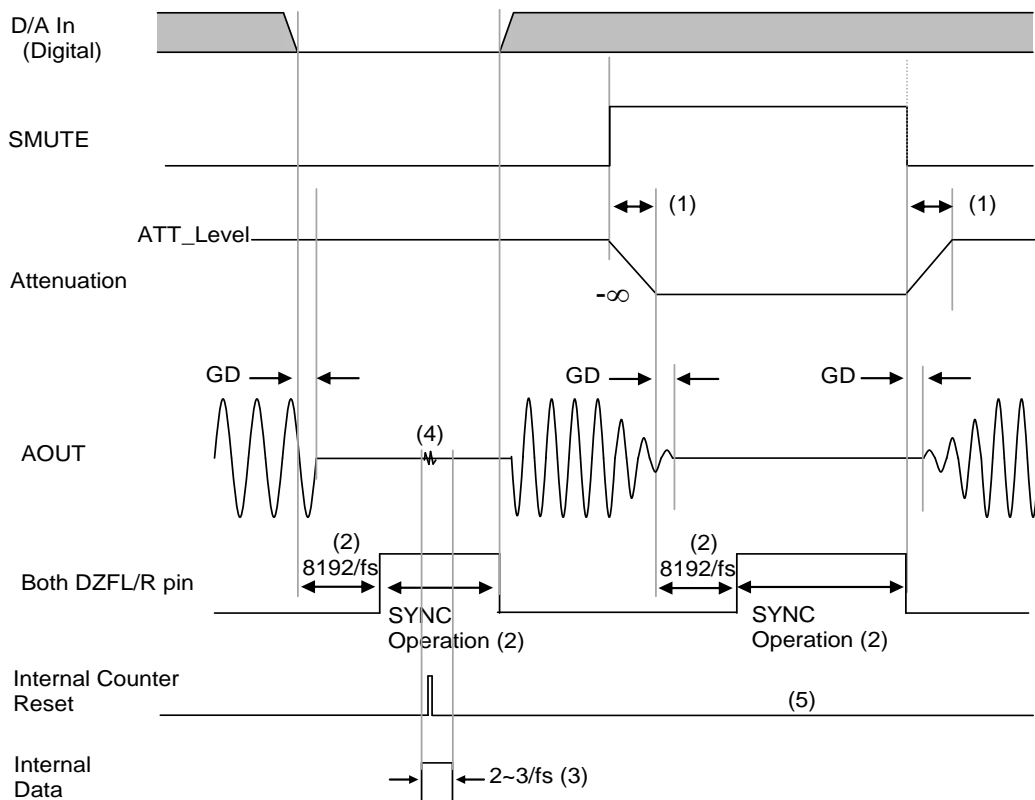 D/A In
(Digital)
SMUTE
(1)
(1)
ATT_Level
Attenuation
-∞
GD
GD
GD
AOUT
(4)
(2)
8192/fs
(2)
8192/fs
Both DZFL/R pin
SYNC
Operation (2)
SYNC
Operation (2)
Internal Counter
Reset
(5)
Internal
Data
2~3/fs (3)